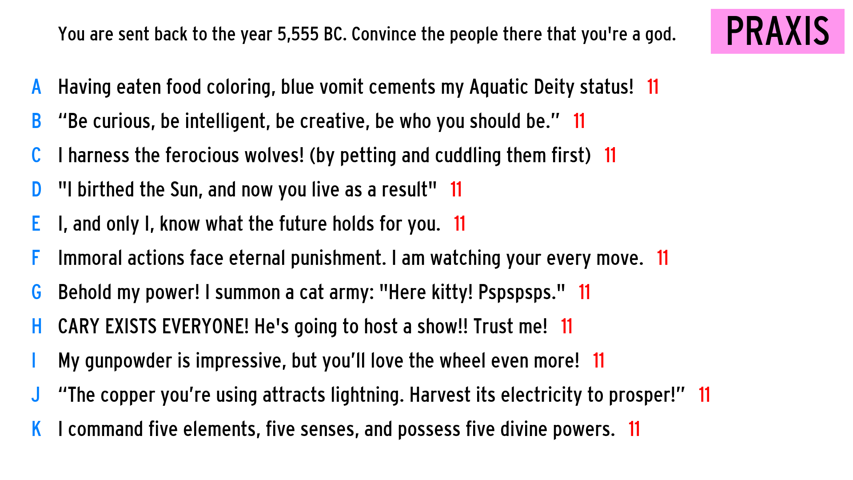 You are sent back to the year 5,555 BC. Convince the people there that you're a god.
PRAXIS
A Having eaten food coloring, blue vomit cements my Aquatic Deity status! 11
B “Be curious, be intelligent, be creative, be who you should be.” 11
C I harness the ferocious wolves! (by petting and cuddling them first) 11
D "I birthed the Sun, and now you live as a result" 11
E I, and only I, know what the future holds for you. 11
F Immoral actions face eternal punishment. I am watching your every move. 11
G Behold my power! I summon a cat army: "Here kitty! Pspspsps." 11
H CARY EXISTS EVERYONE! He's going to host a show!! Trust me! 11
I My gunpowder is impressive, but you’ll love the wheel even more! 11
J “The copper you’re using attracts lightning. Harvest its electricity to prosper!” 11
K I command five elements, five senses, and possess five divine powers. 11